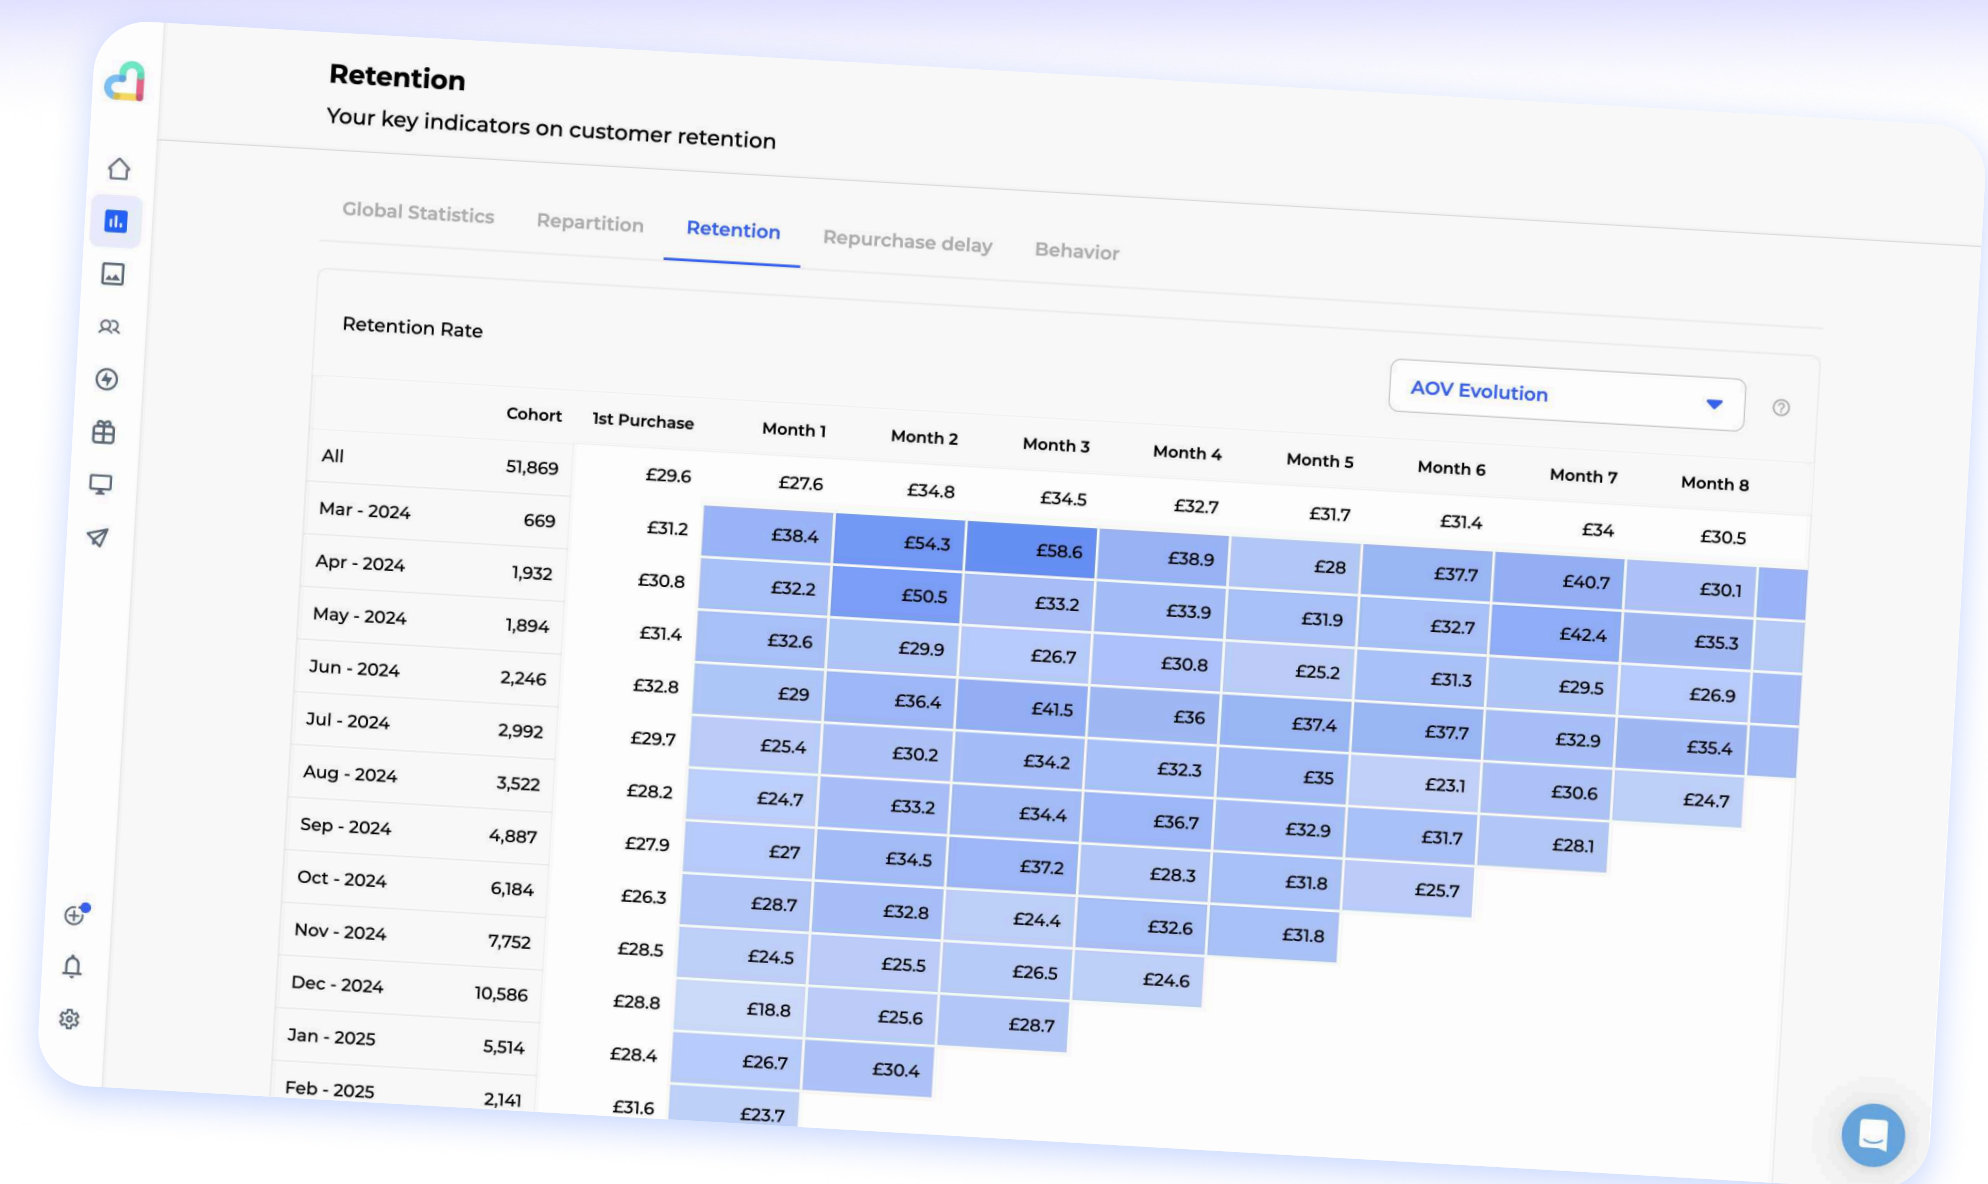 Retention
Your key indicators on customer retention
Global Statistics Repartition Retention Repurchase delay Behavior
Retention Rate
AOV Evolution
Cohort 1st Purchase Month 1 Month 2 Month 3 Month 4 Month 5 Month 6 Month 7 Month 8
All 51,869 £29.6 £27.6 £34.8 £34.5 £32.7 £31.7 £31.4 £34 £30.5
Mar - 2024 669 £31.2 £38.4 £54.3 £58.6 £38.9 £28 £37.7 £40.7 £30.1
Apr - 2024 1,932 £30.8 £32.2 £50.5 £33.2 £33.9 £31.9 £32.7 £42.4 £35.3
May - 2024 1,894 £31.4 £32.6 £29.9 £26.7 £30.8 £25.2 £31.3 £29.5 £26.9
Jun - 2024 2,246 £32.8 £29 £36.4 £41.5 £36 £37.4 £37.7 £32.9 £35.4
Jul - 2024 2,992 £29.7 £25.4 £30.2 £34.2 £32.3 £35 £23.1 £30.6 £24.7
Aug - 2024 3,522 £28.2 £24.7 £33.2 £34.4 £36.7 £32.9 £31.7 £28.1
Sep - 2024 4,887 £27.9 £27 £34.5 £37.2 £28.3 £31.8 £25.7
Oct - 2024 6,184 £26.3 £28.7 £32.8 £24.4 £32.6 £31.8
Nov - 2024 7,752 £28.5 £24.5 £25.5 £26.5 £24.6
Dec - 2024 10,586 £28.8 £18.8 £25.6 £28.7
Jan - 2025 5,514 £28.4 £26.7 £30.4
Feb - 2025 2,141 £31.6 £23.7